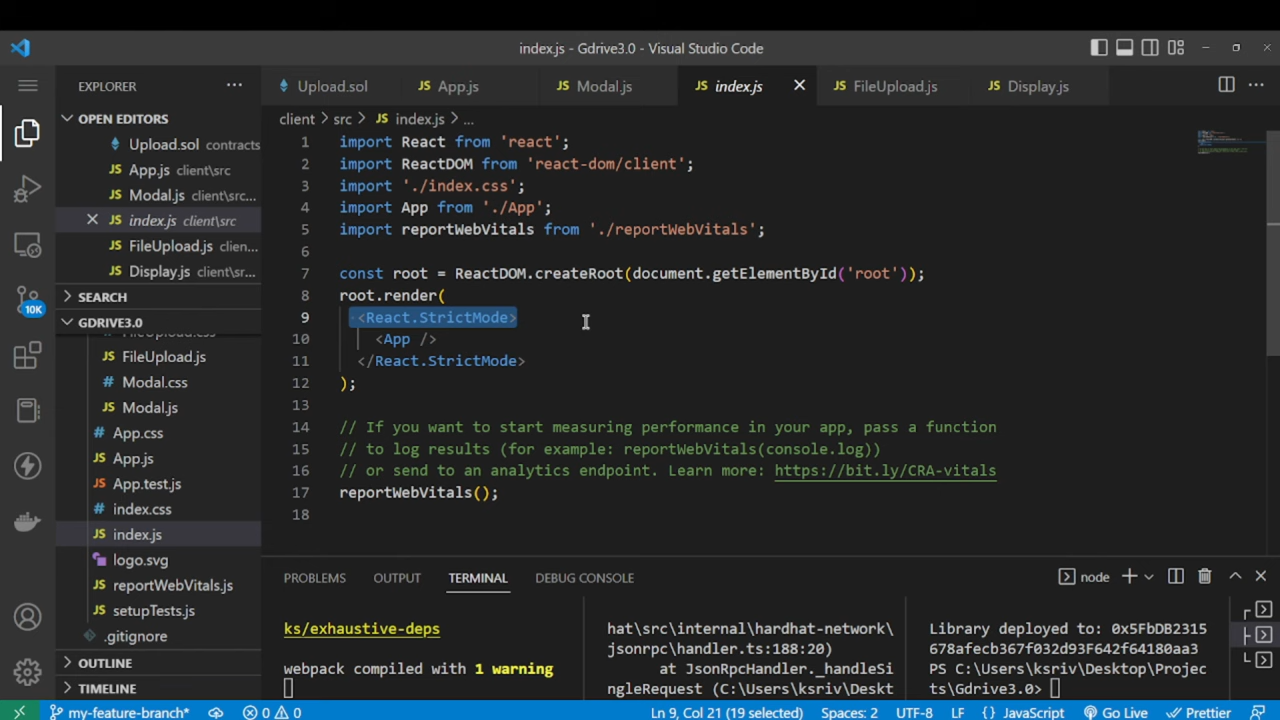 index.js - Gdrive3.0 - Visual Studio Code
EXPLORER
OPEN EDITORS
Upload.sol contracts
App.js client\src
Modal.js client\src
index.js client\src
FileUpload.js clien...
Display.js client\src
SEARCH
10K
GDRIVE3.0
FileUpload.js
Modal.css
Modal.js
App.css
App.js
App.test.js
index.css
index.js
logo.svg
reportWebVitals.js
setupTests.js
.gitignore
OUTLINE
TIMELINE
Upload.sol
App.js
Modal.js
index.js
FileUpload.js
Display.js
client > src > JS index.js > ...
1 import React from 'react';
2 import ReactDOM from 'react-dom/client';
3 import './index.css';
4 import App from './App';
5 import reportWebVitals from './reportWebVitals';
6
7 const root = ReactDOM.createRoot(document.getElementById('root'));
8 root.render(
9 <React.StrictMode>
10 <App />
11 </React.StrictMode>
12 );
13
14 // If you want to start measuring performance in your app, pass a function
15 // to log results (for example: reportWebVitals(console.log))
16 // or send to an analytics endpoint. Learn more: https://bit.ly/CRA-vitals
17 reportWebVitals();
18
PROBLEMS OUTPUT TERMINAL DEBUG CONSOLE
node
ks/exhaustive-deps
webpack compiled with 1 warning
hat\src\internal\hardhat-network\
jsonrpc\handler.ts:188:20)
at JsonRpcHandler._handleSi
ngleRequest (C:\Users\ksriv\Deskt
Library deployed to: 0x5FbDB2315
678afecb367f032d93F642f64180aa3
PS C:\Users\ksriv\Desktop\Projec
ts\Gdrive3.0>
my-feature-branch* 0 0 Ln 9, Col 21 (19 selected) Spaces: 2 UTF-8 LF {} JavaScript Go Live Prettier